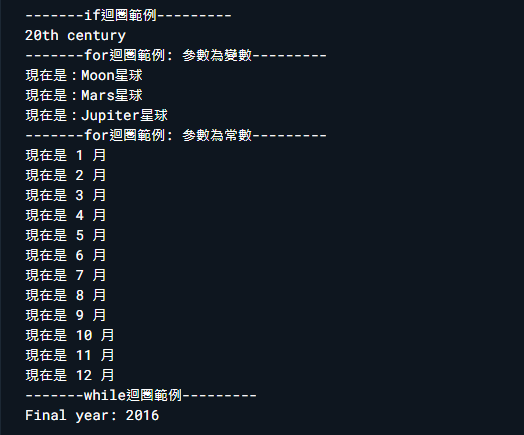 -------if迴圈範例---------
20th century
-------for迴圈範例: 參數為變數---------
現在是：Moon星球
現在是：Mars星球
現在是：Jupiter星球
-------for迴圈範例: 參數為常數---------
現在是 1 月
現在是 2 月
現在是 3 月
現在是 4 月
現在是 5 月
現在是 6 月
現在是 7 月
現在是 8 月
現在是 9 月
現在是 10 月
現在是 11 月
現在是 12 月
-------while迴圈範例---------
Final year: 2016